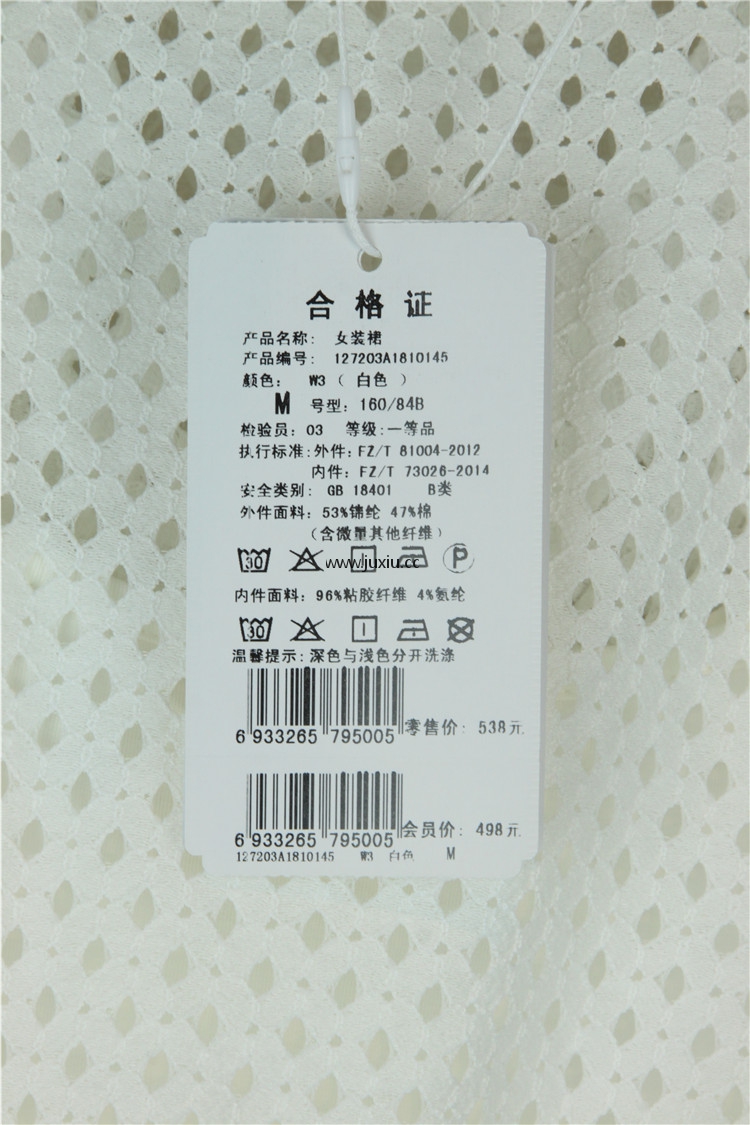 合格证
产品名称: 女装裙
产品编号: 127203A1810145
颜色: W3 ( 白色 )
M 号型: 160/84B
检验员: 03 等级:一等品
执行标准:外件: FZ/T 81004-2012
内件: FZ/T 73026-2014
安全类别: GB 18401 B类
外件面料: 53%锦纶 47%棉
(含微量其他纤维)
30 P
www.juxiu.cc
内件面料: 96%粘胶纤维 4%氨纶
30
温馨提示:深色与浅色分开洗涤
6 933265 795005 零售价: 538元
6 933265 795005 会员价: 498元
127203A1810145 W3 白色 M